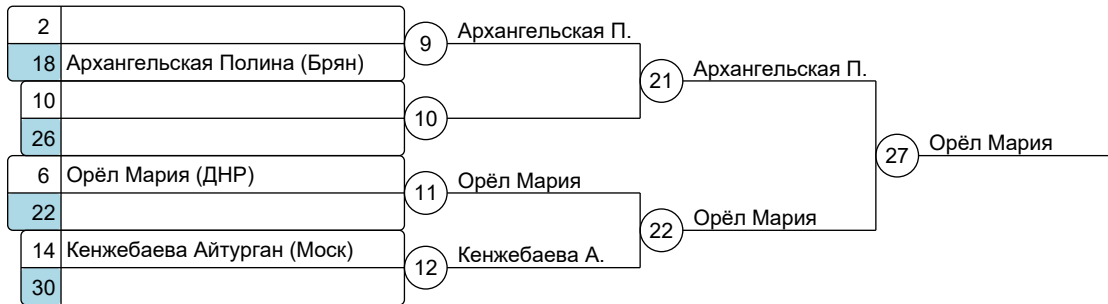 2
9 Архангельская П.
18 Архангельская Полина (Брян)
21 Архангельская П.
10
10
26
27 Орёл Мария
6 Орёл Мария (ДНР)
11 Орёл Мария
22
22 Орёл Мария
14 Кенжебаева Айтурган (Моск)
12 Кенжебаева А.
30